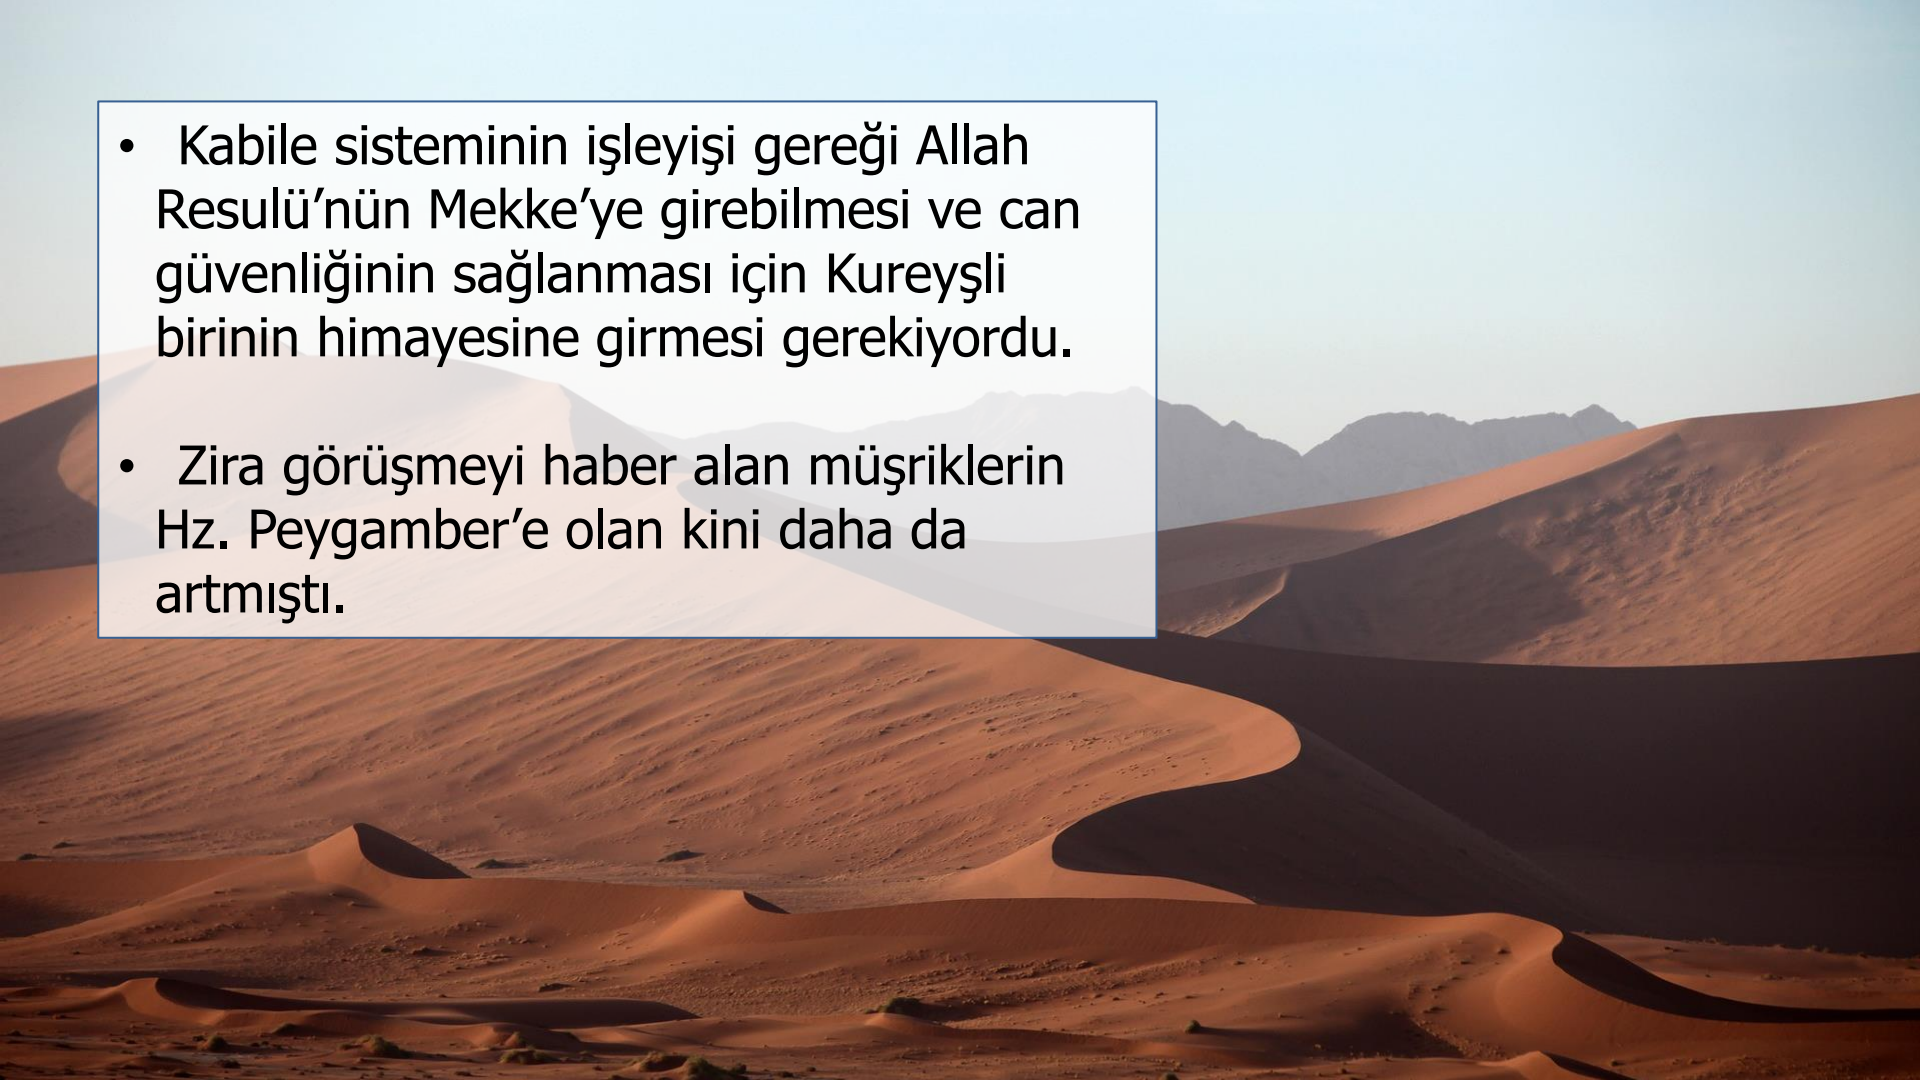 • Kabile sisteminin işleyişi gereği Allah
Resulü’nün Mekke’ye girebilmesi ve can
güvenliğinin sağlanması için Kureyşli
birinin himayesine girmesi gerekiyordu.
• Zira görüşmeyi haber alan müşriklerin
Hz. Peygamber’e olan kini daha da
artmıştı.